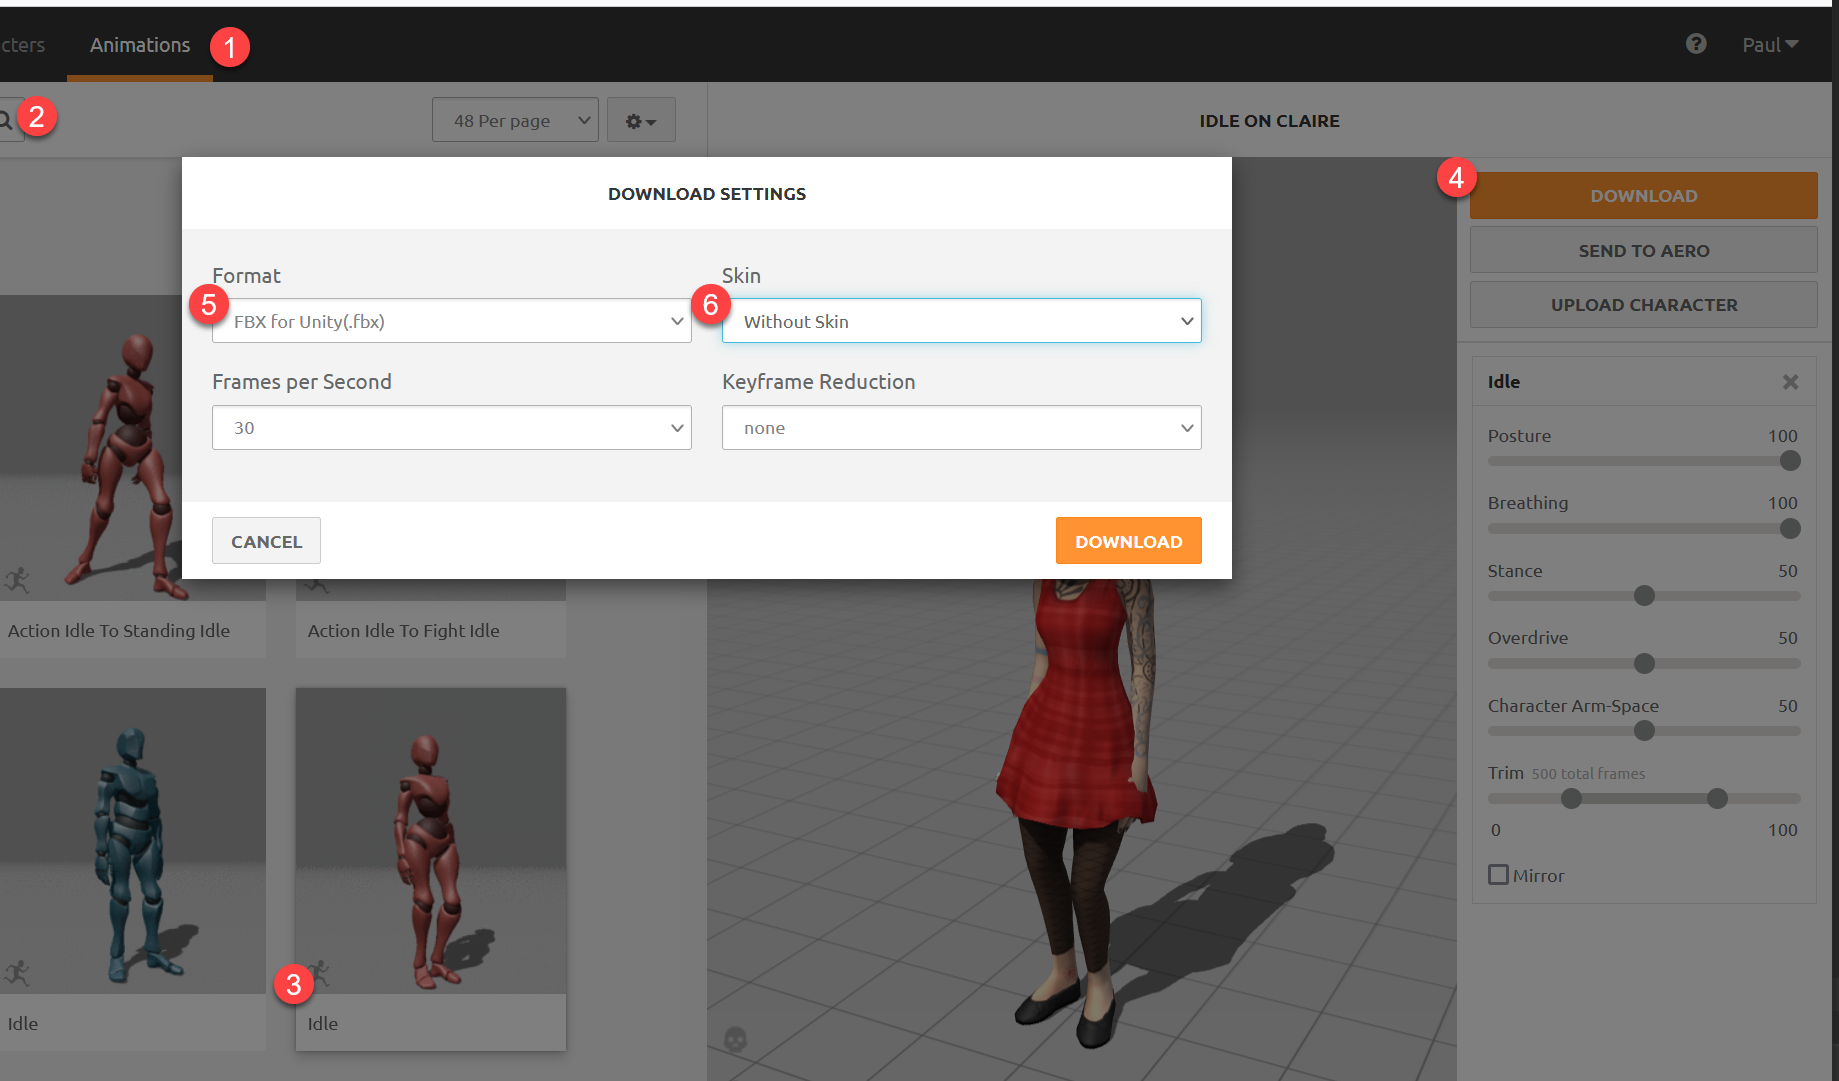 cters
Animations
1
?
Paul
2
48 Per page
IDLE ON CLAIRE
DOWNLOAD SETTINGS
4
DOWNLOAD
SEND TO AERO
UPLOAD CHARACTER
Format
Skin
5
FBX for Unity(.fbx)
6
Without Skin
Frames per Second
Keyframe Reduction
30
none
CANCEL
DOWNLOAD
Idle
Posture 100
Breathing 100
Stance 50
Overdrive 50
Character Arm-Space 50
Trim 500 total frames
0 100
Mirror
Action Idle To Standing Idle
Action Idle To Fight Idle
3
Idle
Idle